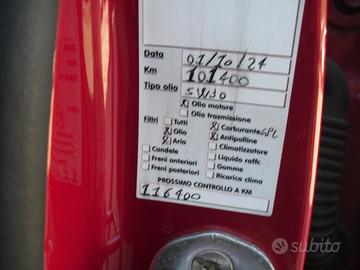 Data 01/10/24
Km 101400
Tipo olio 5W30
Olio motore
Olio trasmissione
Filtri Tutti Carburante GPL
Olio Antipolline
Aria Climatizzatore
Candele Liquido raffr.
Freni anteriori Gomme
Freni posteriori Ricarica clima
PROSSIMO CONTROLLO A KM
116400
subito